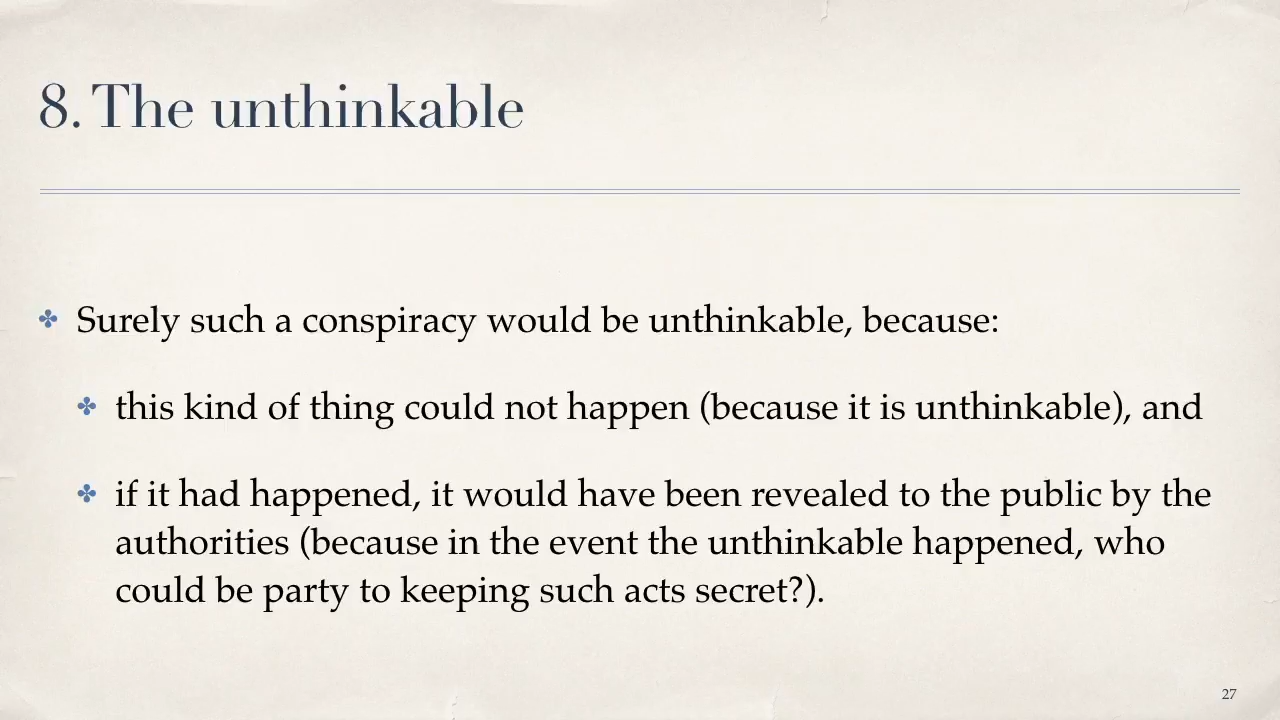 8. The unthinkable
Surely such a conspiracy would be unthinkable, because:
this kind of thing could not happen (because it is unthinkable), and
if it had happened, it would have been revealed to the public by the
authorities (because in the event the unthinkable happened, who
could be party to keeping such acts secret?).
27